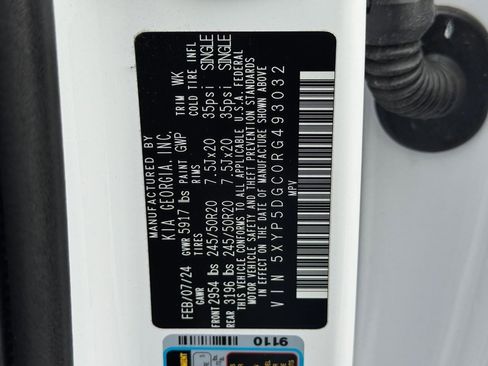 MANUFACTURED BY
KIA GEORGIA, INC.
FEB/07/24 GVWR 5917 lbs PAINT GWP TRIM WK
GAWR TIRES RIMS COLD TIRE INFL
FRONT 2954 lbs 245/50R20 7.5Jx20 35psi SINGLE
REAR 3196 lbs 245/50R20 7.5Jx20 35psi SINGLE
THIS VEHICLE CONFORMS TO ALL APPLICABLE U.S.A. FEDERAL
MOTOR VEHICLE SAFETY AND THEFT PREVENTION STANDARDS
IN EFFECT ON THE DATE OF MANUFACTURE SHOWN ABOVE
VIN 5XYP5DGC0RG493032
MPV
9110